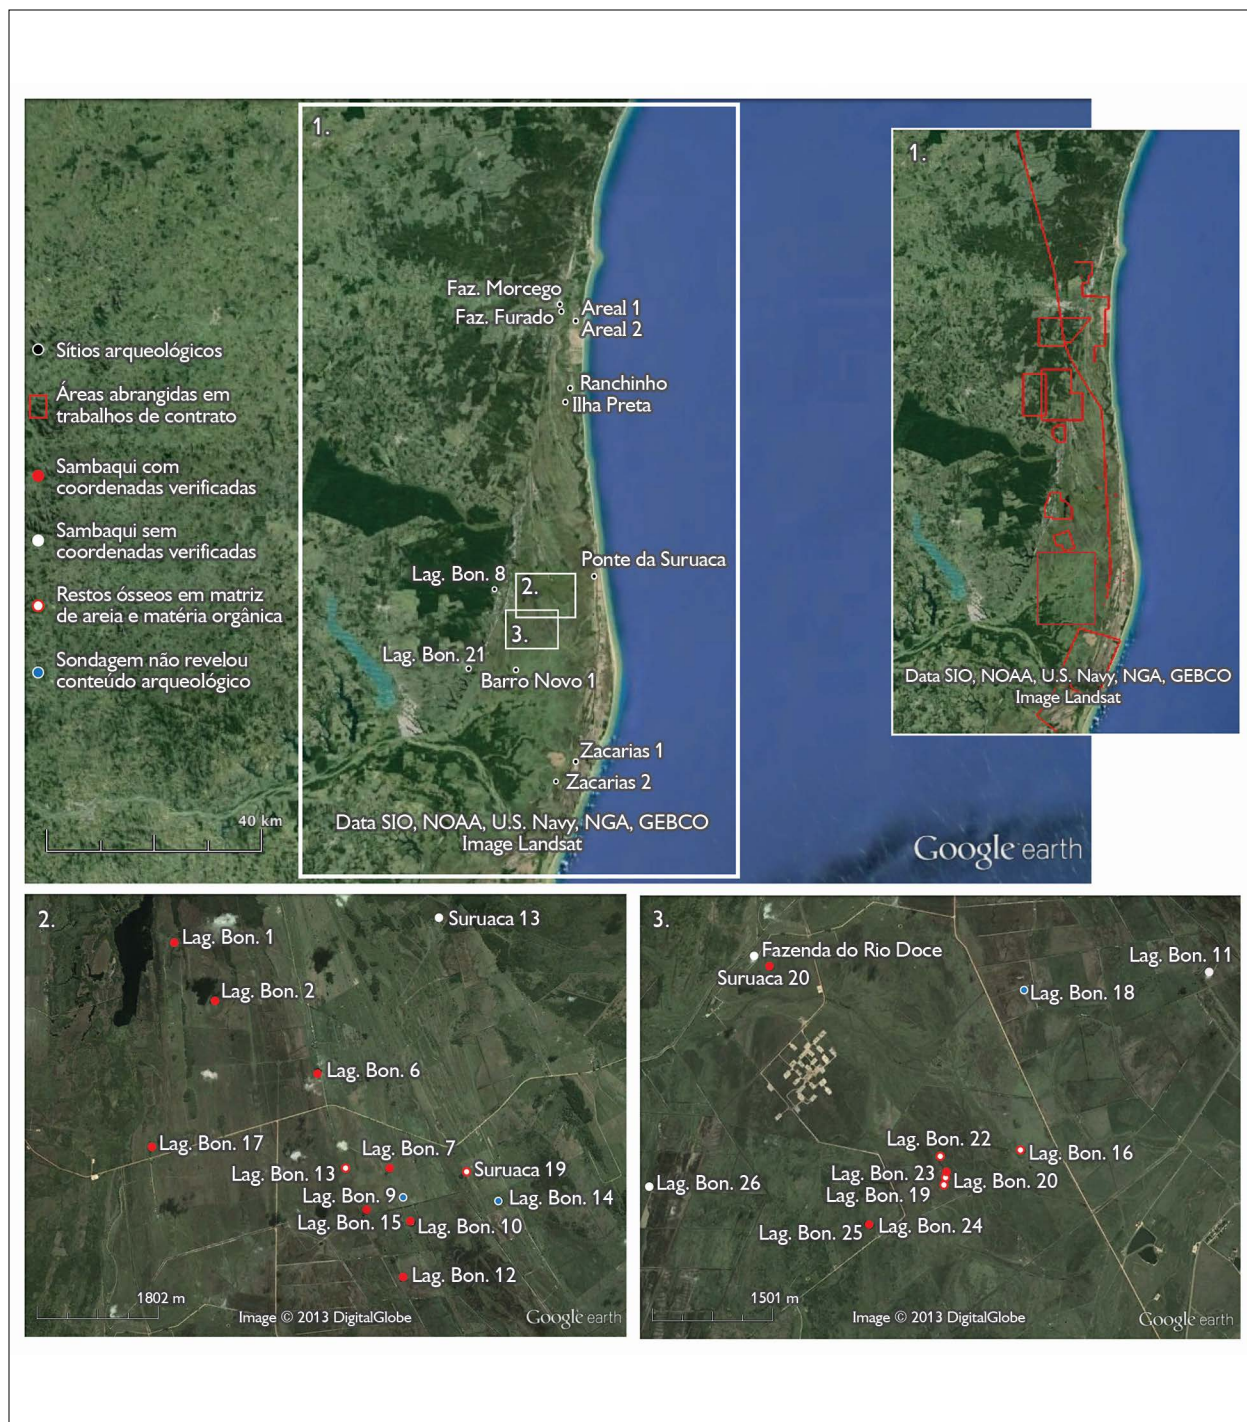 1.
1.
Faz. Morcego
Faz. Furado
Areal 1
Areal 2
Sítios arqueológicos
Áreas abrangidas em
trabalhos de contrato
Ranchinho
Ilha Preta
Sambaqui com
coordenadas verificadas
Sambaqui sem
coordenadas verificadas
Restos ósseos em matriz
de areia e matéria orgânica
Sondagem não revelou
conteúdo arqueológico
Ponte da Suruaca
Lag. Bon. 8
2.
3.
Lag. Bon. 21
Barro Novo 1
Zacarias 1
Zacarias 2
40 km
Data SIO, NOAA, U.S. Navy, NGA, GEBCO
Image Landsat
Data SIO, NOAA, U.S. Navy, NGA, GEBCO
Image Landsat
Google earth
2.
Suruaca 13
Lag. Bon. 1
Lag. Bon. 2
Lag. Bon. 6
Lag. Bon. 17
Lag. Bon. 7
Lag. Bon. 13
Suruaca 19
Lag. Bon. 9
Lag. Bon. 14
Lag. Bon. 15
Lag. Bon. 10
Lag. Bon. 12
1802 m
Image © 2013 DigitalGlobe
Google earth
3.
Fazenda do Rio Doce
Suruaca 20
Lag. Bon. 11
Lag. Bon. 18
Lag. Bon. 22
Lag. Bon. 16
Lag. Bon. 23
Lag. Bon. 20
Lag. Bon. 19
Lag. Bon. 26
Lag. Bon. 24
Lag. Bon. 25
1501 m
Image © 2013 DigitalGlobe
Google earth